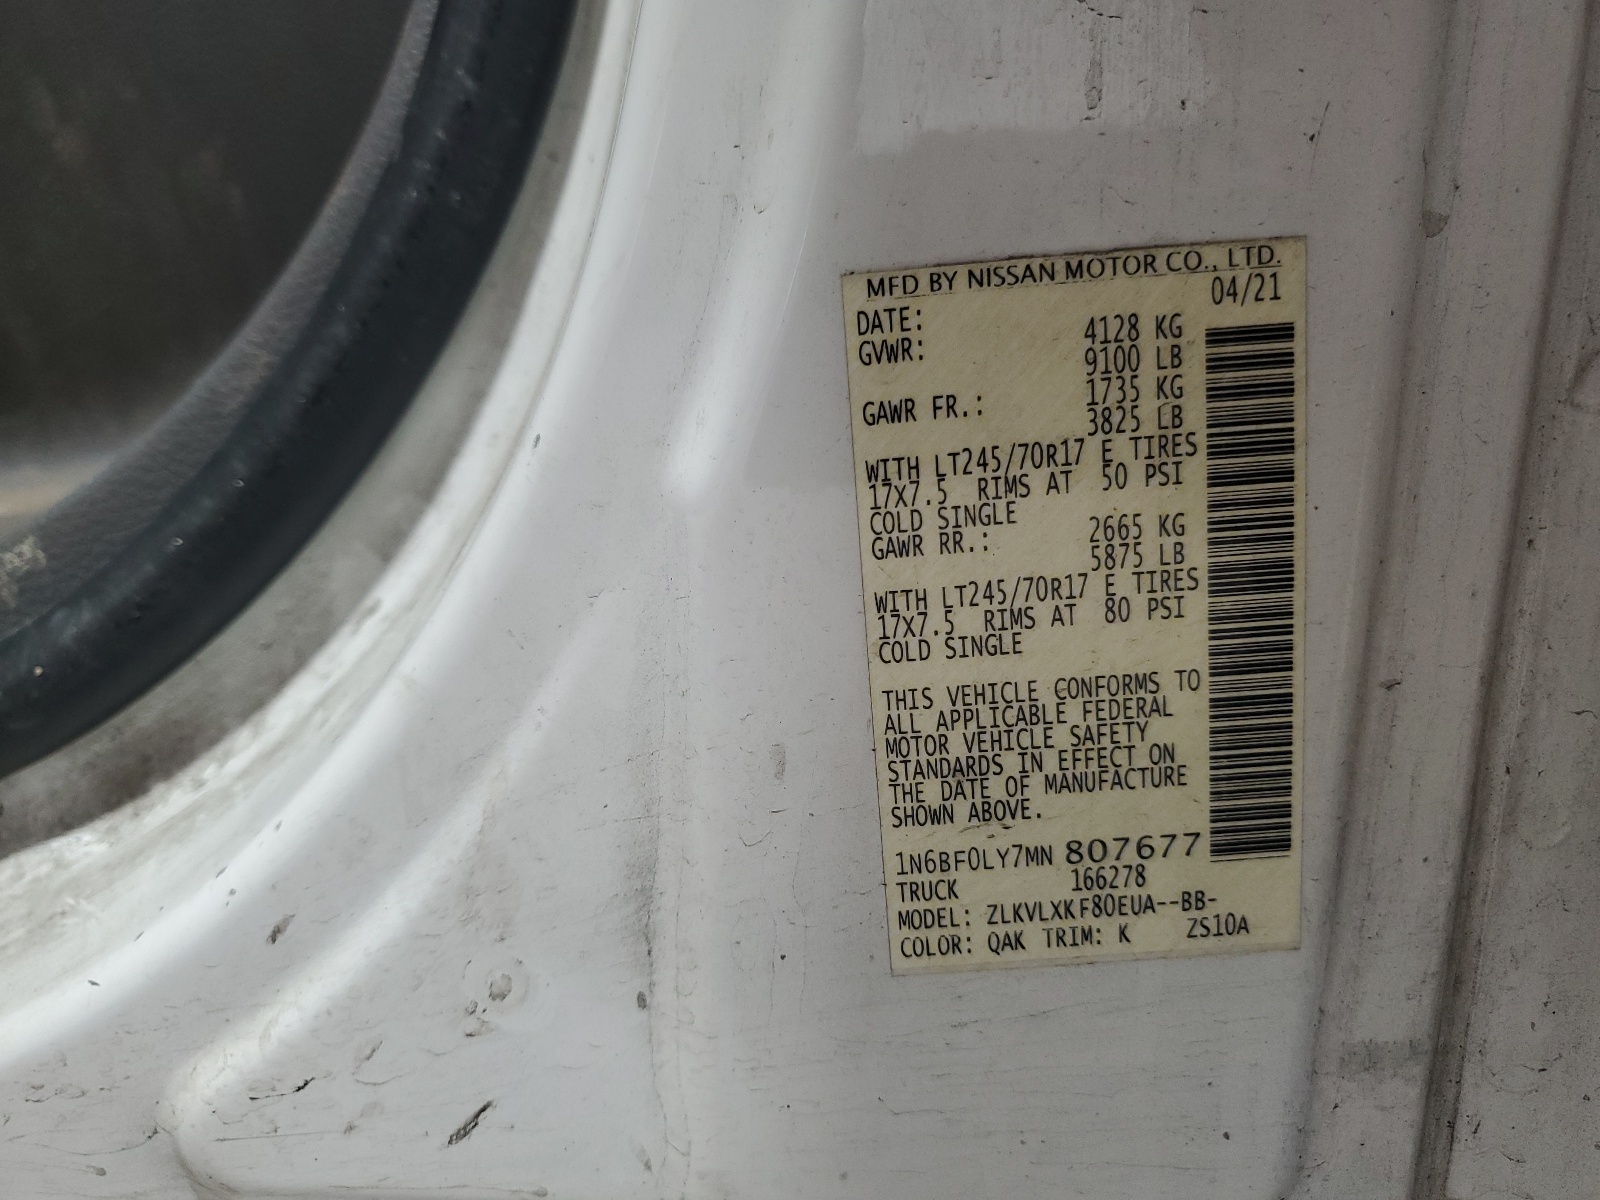 MFD BY NISSAN MOTOR CO., LTD.
DATE: 04/21
GVWR: 4128 KG
9100 LB
GAWR FR.: 1735 KG
3825 LB
WITH LT245/70R17 E TIRES
17X7.5 RIMS AT 50 PSI
COLD SINGLE
GAWR RR.: 2665 KG
5875 LB
WITH LT245/70R17 E TIRES
17X7.5 RIMS AT 80 PSI
COLD SINGLE
THIS VEHICLE CONFORMS TO
ALL APPLICABLE FEDERAL
MOTOR VEHICLE SAFETY
STANDARDS IN EFFECT ON
THE DATE OF MANUFACTURE
SHOWN ABOVE.
1N6BF0LY7MN 807677
TRUCK 166278
MODEL: ZLKVLXKF80EUA--BB-
COLOR: QAK TRIM: K ZS10A